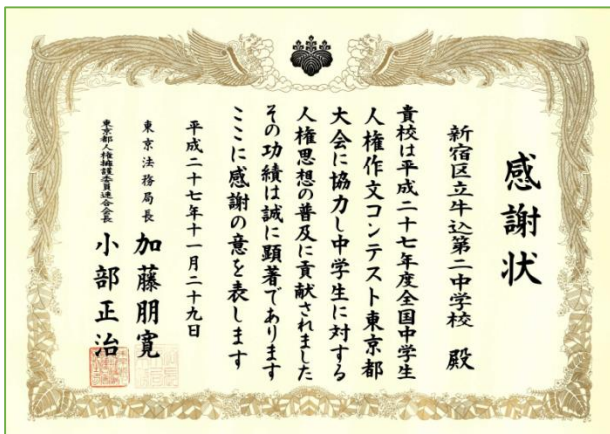 感謝状
新宿区立牛込第二中学校 殿
貴校は平成二十七年度全国中学生
人権作文コンテスト東京都
大会に協力し中学生に対する
人権思想の普及に貢献されました
その功績は誠に顕著であります
ここに感謝の意を表します
平成二十七年十一月二十九日
東京法務局長 加藤朋寛
東京都人権擁護委員連合会長 小部正治